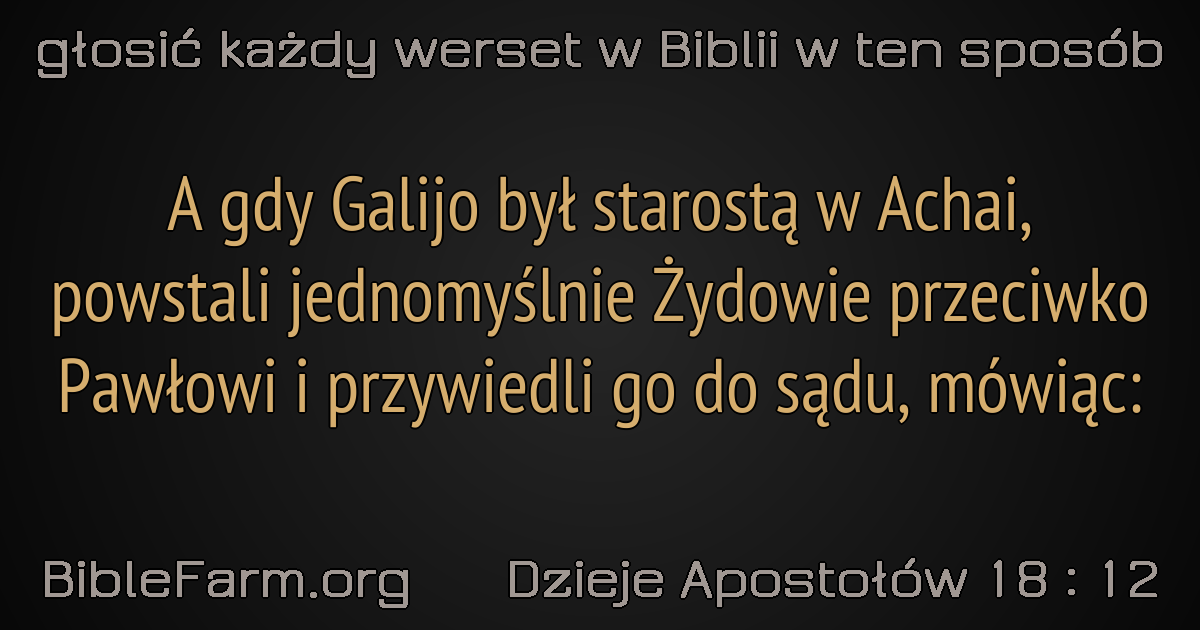 głosić każdy werset w Biblii w ten sposób
A gdy Galijo był starostą w Achai,
powstali jednomyślnie Żydowie przeciwko
Pawłowi i przywiedli go do sądu, mówiąc:
BibleFarm.org Dzieje Apostołów 18 : 12